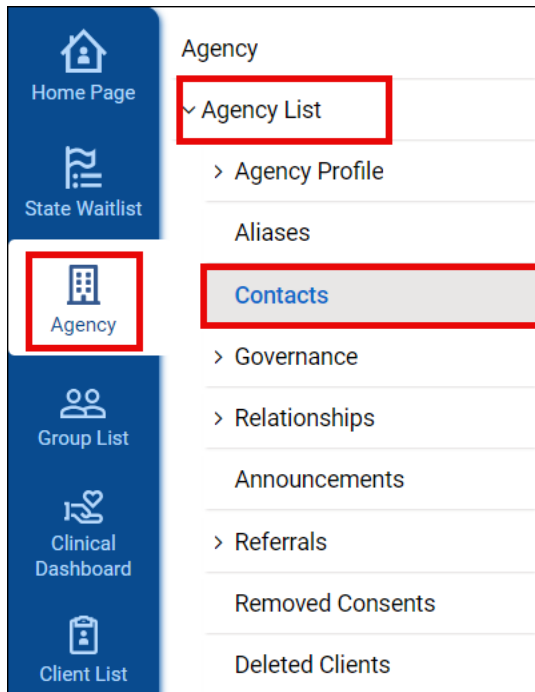 Home Page
State Waitlist
Agency
Group List
Clinical
Dashboard
Client List
Agency
Agency List
Agency Profile
Aliases
Contacts
Governance
Relationships
Announcements
Referrals
Removed Consents
Deleted Clients